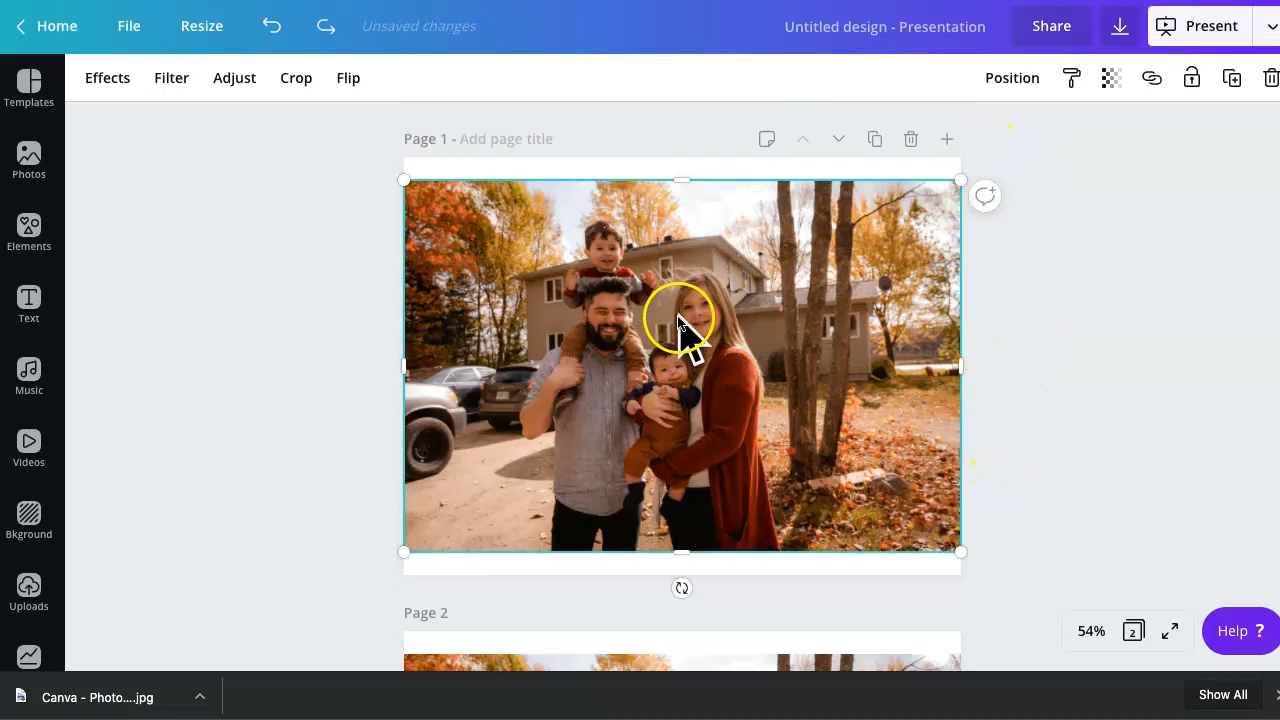 Home File Resize Unsaved changes Untitled design - Presentation Share Present
Effects Filter Adjust Crop Flip Position
Templates
Photos
Elements
Text
Music
Videos
Bkground
Uploads
Page 1 - Add page title
Page 2
54% 2 Help ?
Canva - Photo....jpg Show All